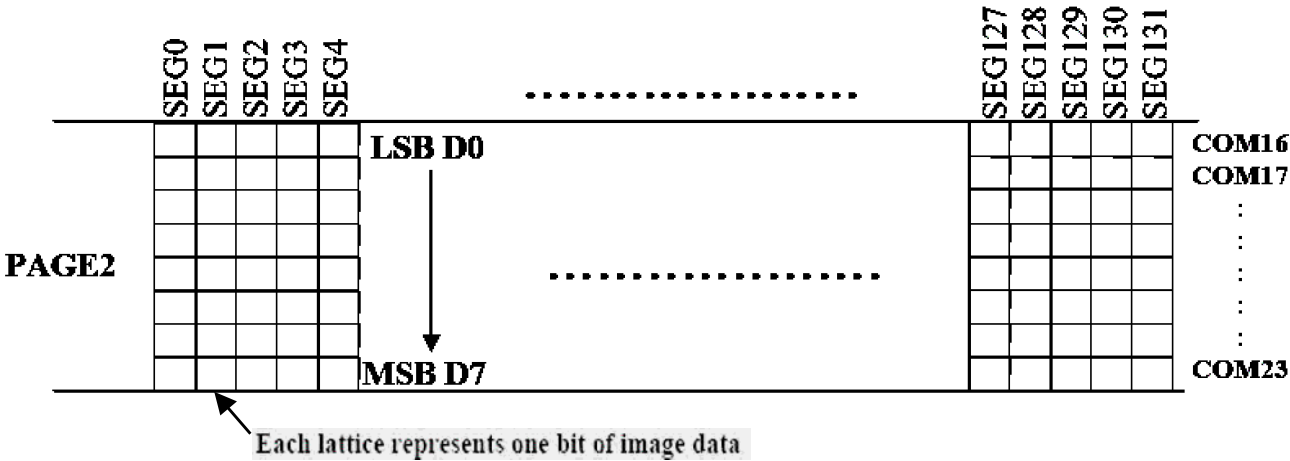 SEG0 SEG1 SEG2 SEG3 SEG4 SEG127 SEG128 SEG129 SEG130 SEG131
LSB D0
COM16
COM17
PAGE2
MSB D7
COM23
Each lattice represents one bit of image data